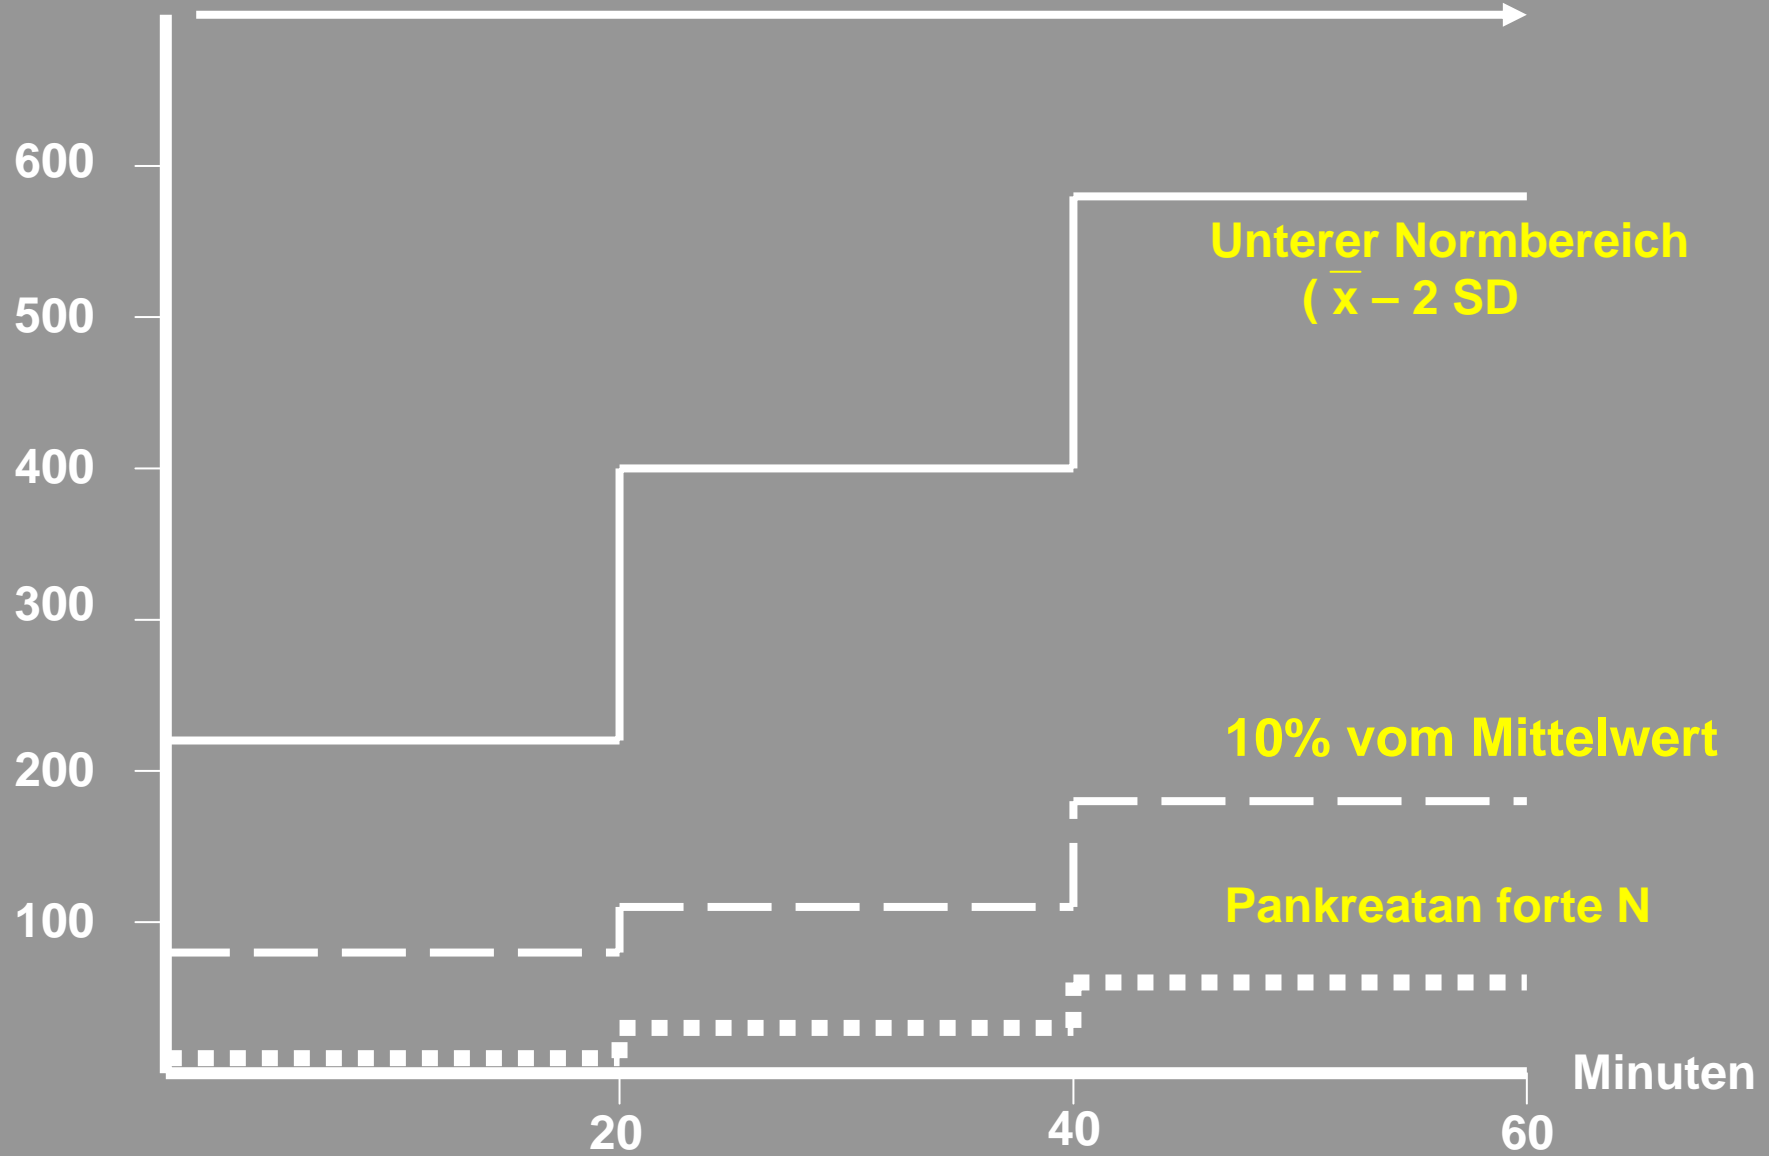 600
500
400
300
200
100
Unterer Normbereich
( x̅ – 2 SD
10% vom Mittelwert
Pankreatan forte N
Minuten
20
40
60